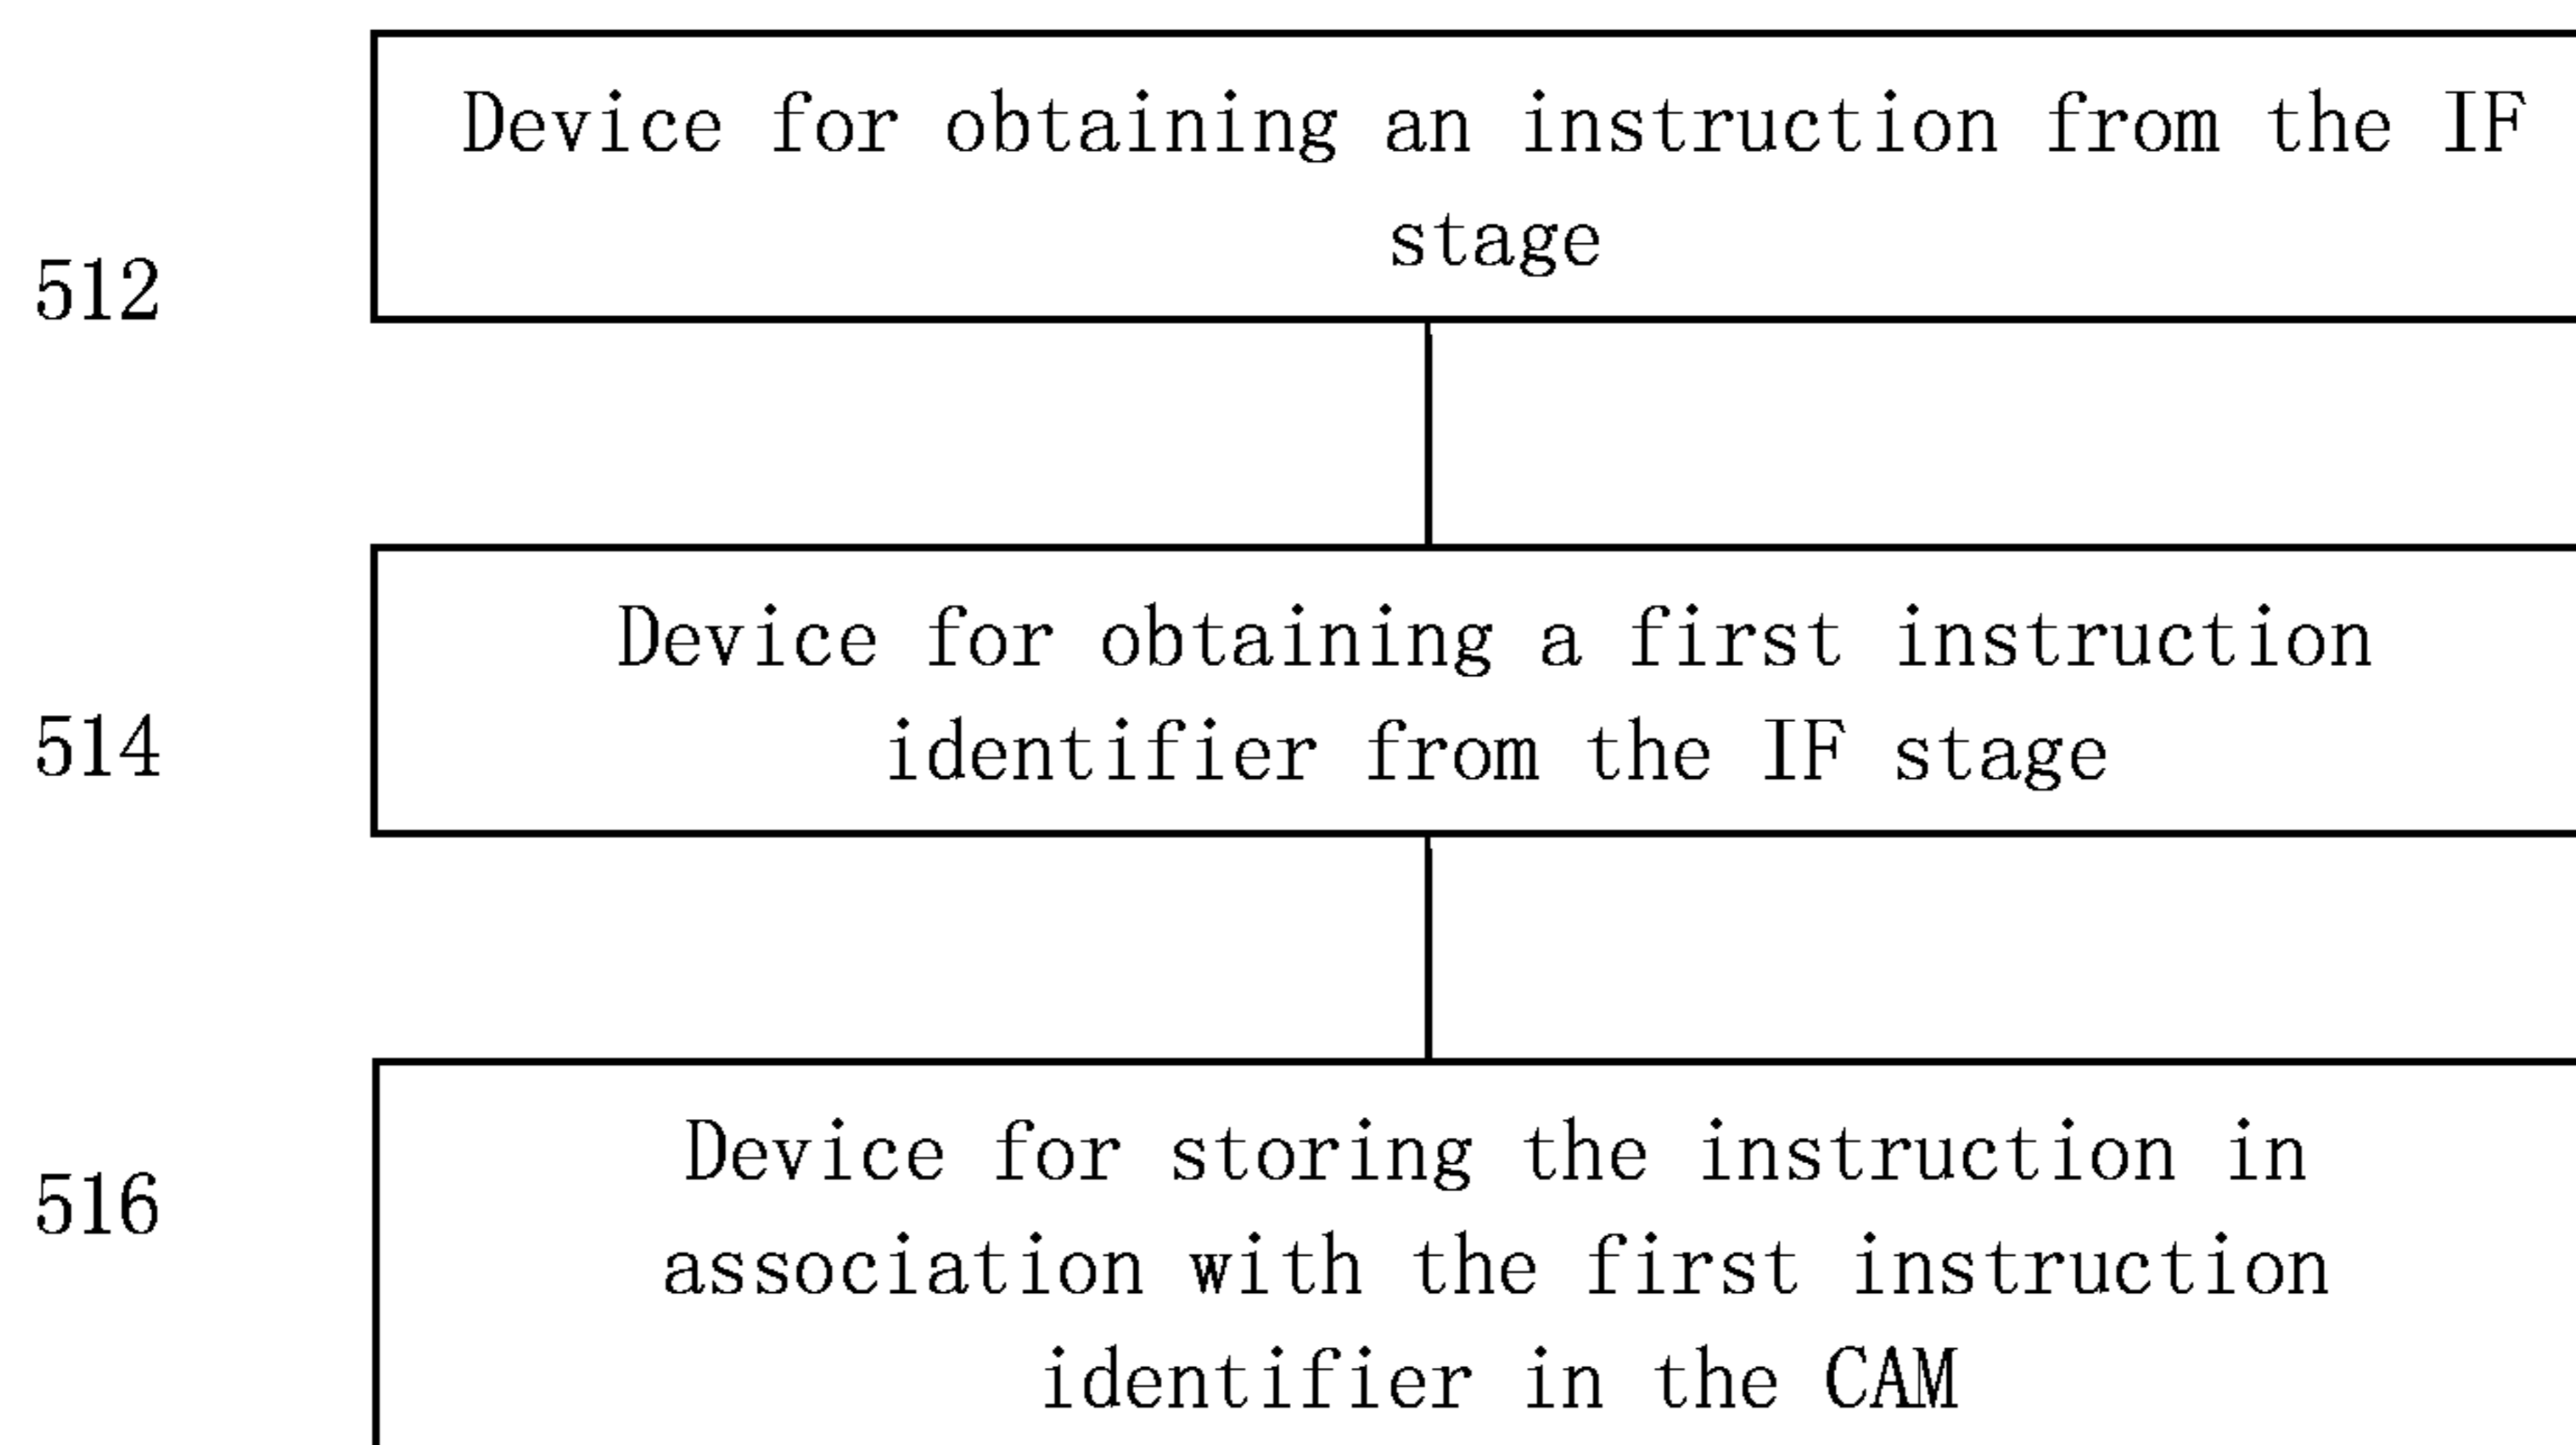 Device for obtaining an instruction from the IF
stage
512
Device for obtaining a first instruction
identifier from the IF stage
514
Device for storing the instruction in
516
association with the first instruction
identifier in the CAM